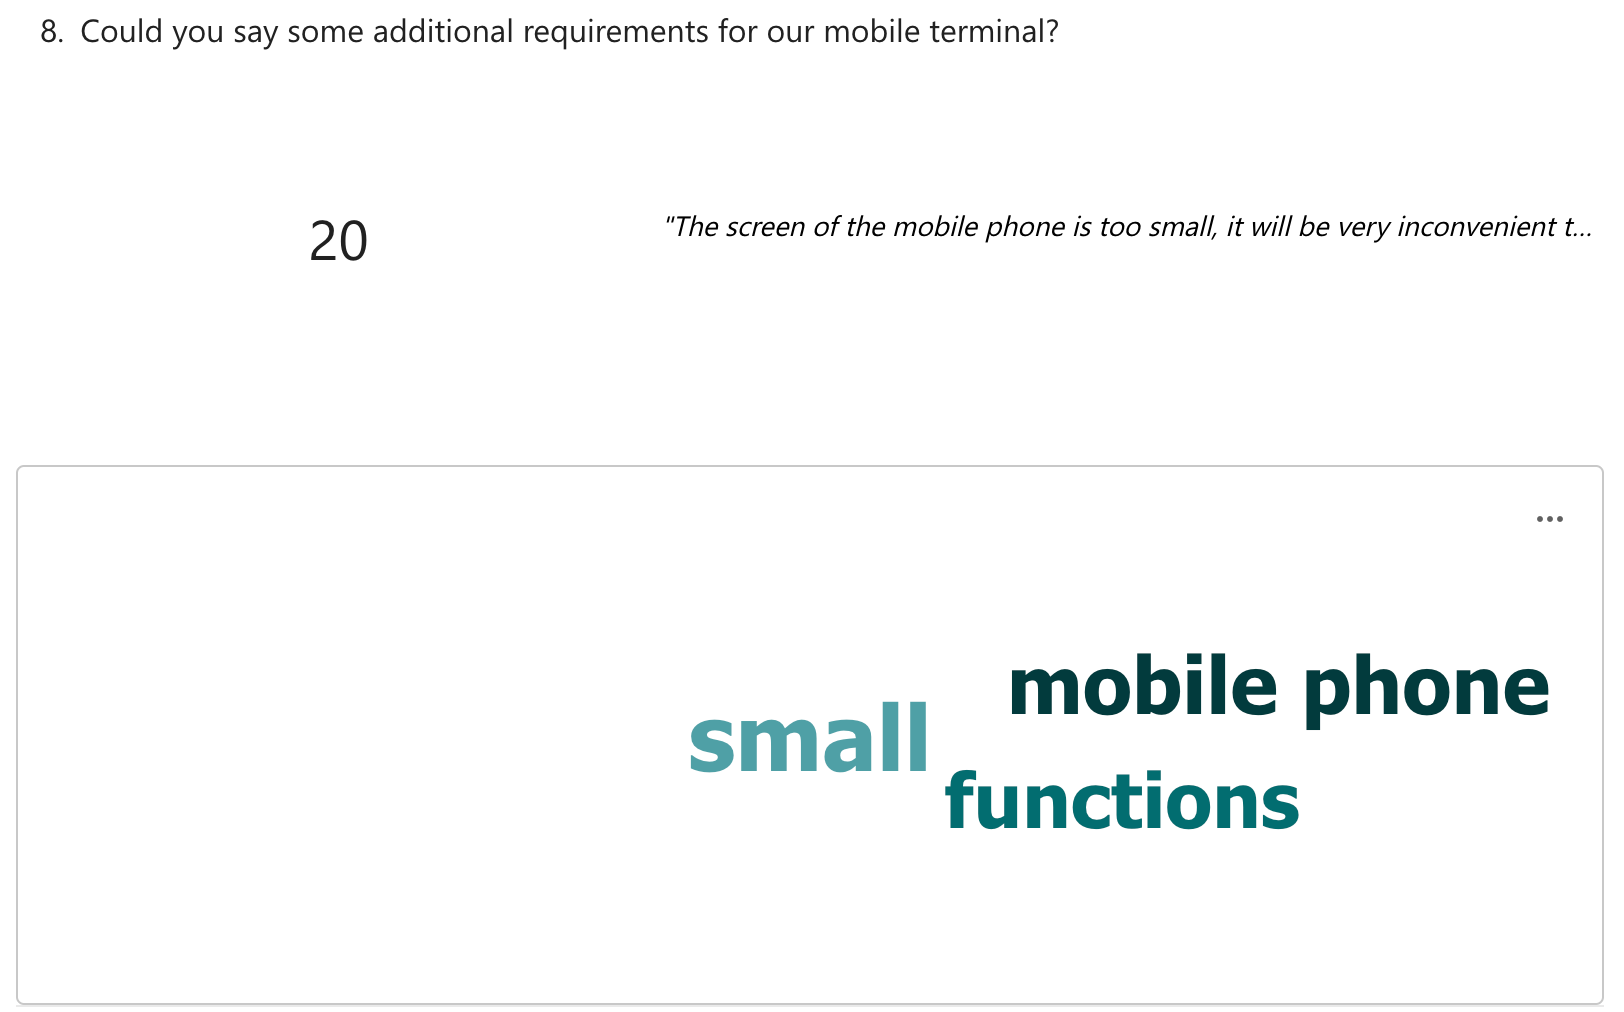 8. Could you say some additional requirements for our mobile terminal?
20
"The screen of the mobile phone is too small, it will be very inconvenient t...
mobile phone
small
functions